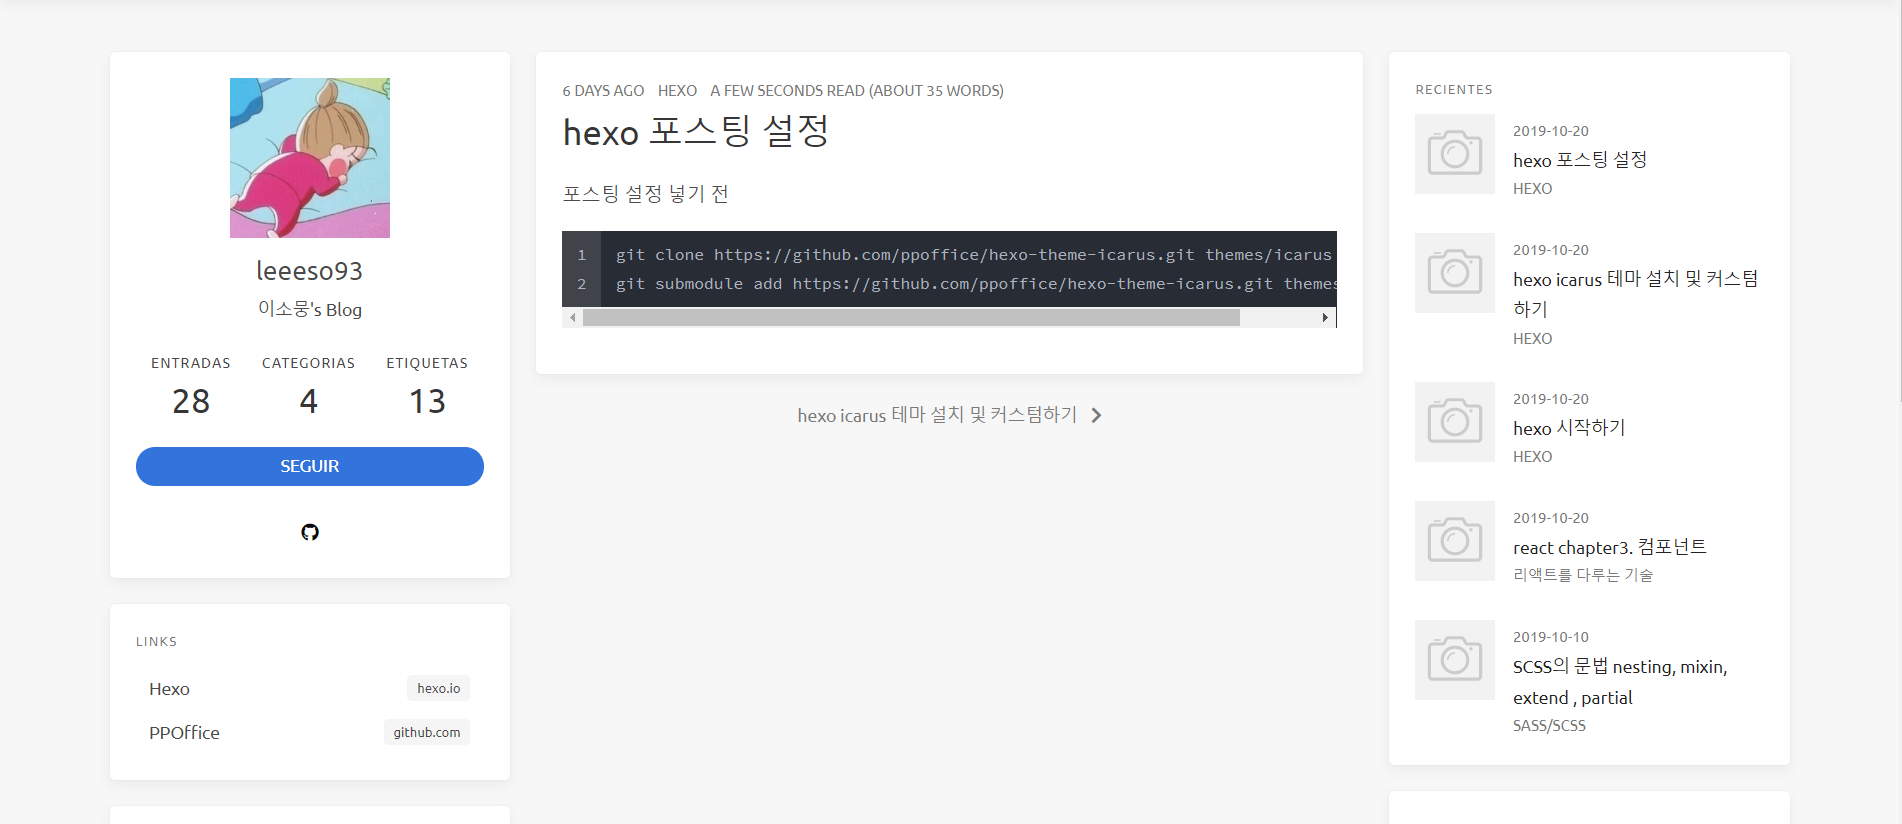 leeeso93
이소뭉's Blog
ENTRADAS
28
CATEGORIAS
4
ETIQUETAS
13
SEGUIR
LINKS
Hexo
hexo.io
PPOffice
github.com
6 DAYS AGO HEXO A FEW SECONDS READ (ABOUT 35 WORDS)
hexo 포스팅 설정
포스팅 설정 넣기 전
1 git clone https://github.com/ppoffice/hexo-theme-icarus.git themes/icarus
2 git submodule add https://github.com/ppoffice/hexo-theme-icarus.git themes
hexo icarus 테마 설치 및 커스텀하기
RECIENTES
2019-10-20
hexo 포스팅 설정
HEXO
2019-10-20
hexo icarus 테마 설치 및 커스텀
하기
HEXO
2019-10-20
hexo 시작하기
HEXO
2019-10-20
react chapter3. 컴포넌트
리액트를 다루는 기술
2019-10-10
SCSS의 문법 nesting, mixin,
extend , partial
SASS/SCSS